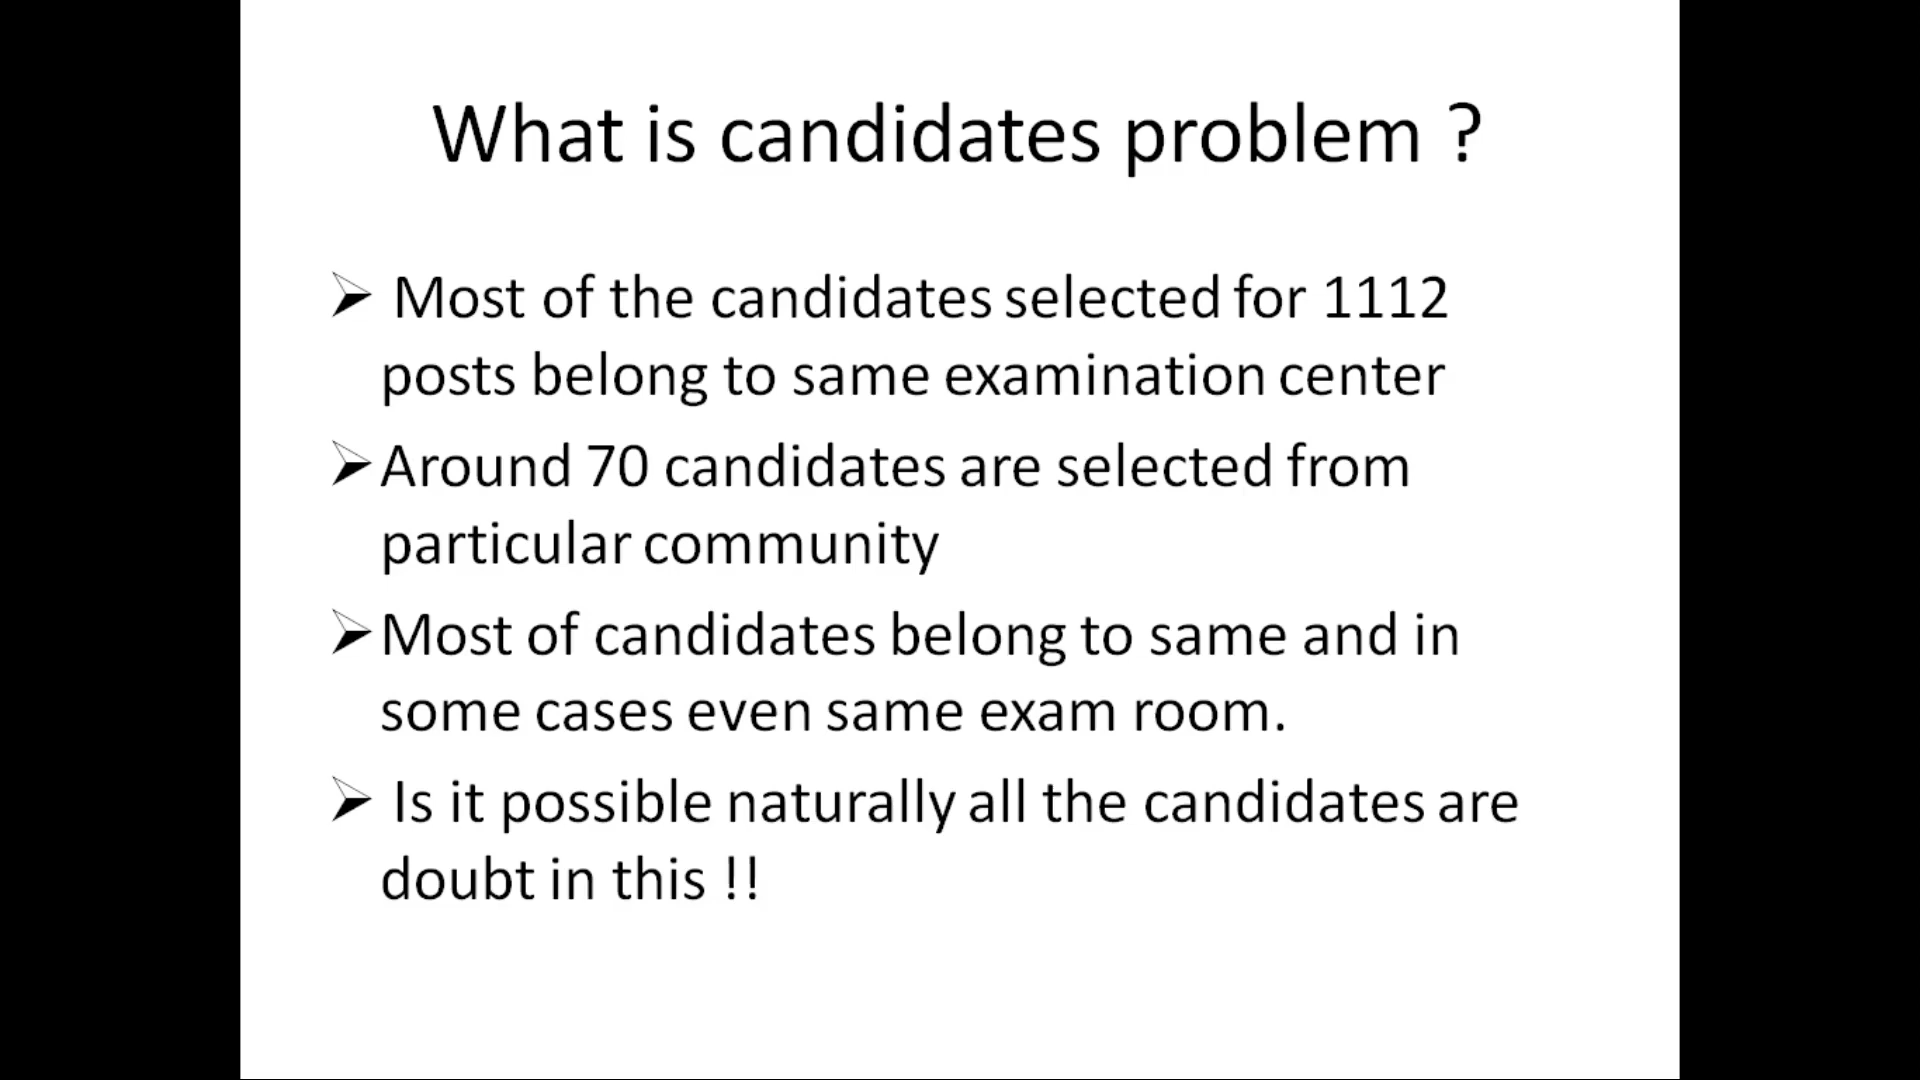 What is candidates problem ?
➢ Most of the candidates selected for 1112
posts belong to same examination center
➢Around 70 candidates are selected from
particular community
➢Most of candidates belong to same and in
some cases even same exam room.
➢ Is it possible naturally all the candidates are
doubt in this !!